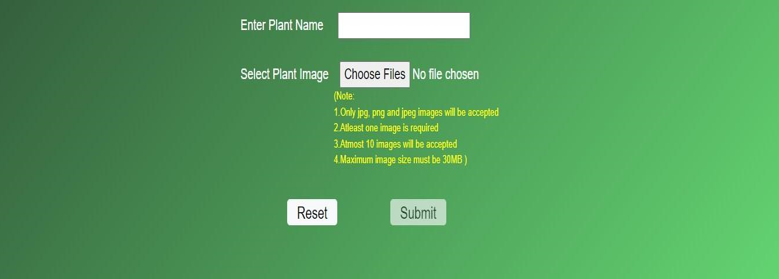 Enter Plant Name
Select Plant Image Choose Files No file chosen
(Note:
1.Only jpg, png and jpeg images will be accepted
2.Atleast one image is required
3.Atmost 10 images will be accepted
4.Maximum image size must be 30MB )
Reset Submit